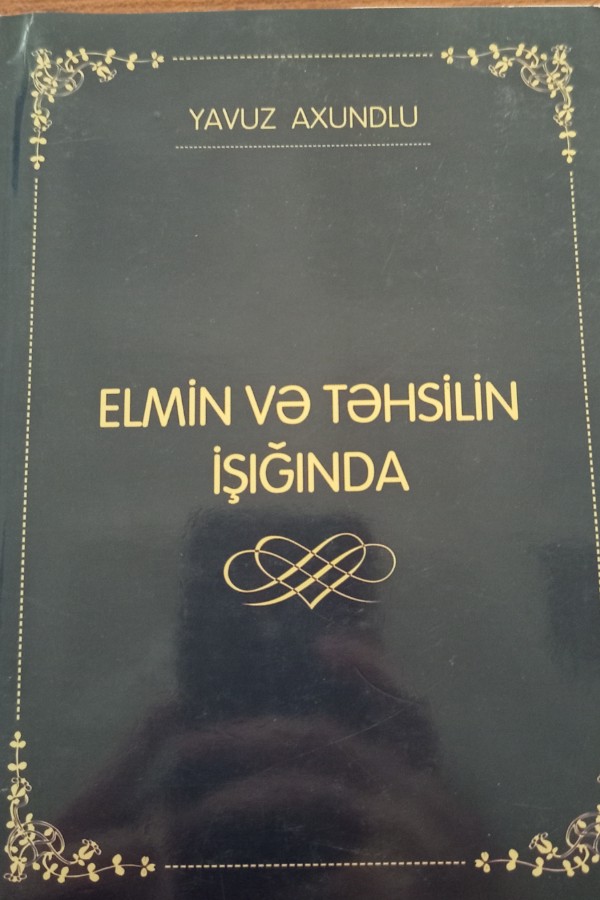 YAVUZ AXUNDLU
ELMİN VƏ TƏHSİLİN
İŞIĞINDA